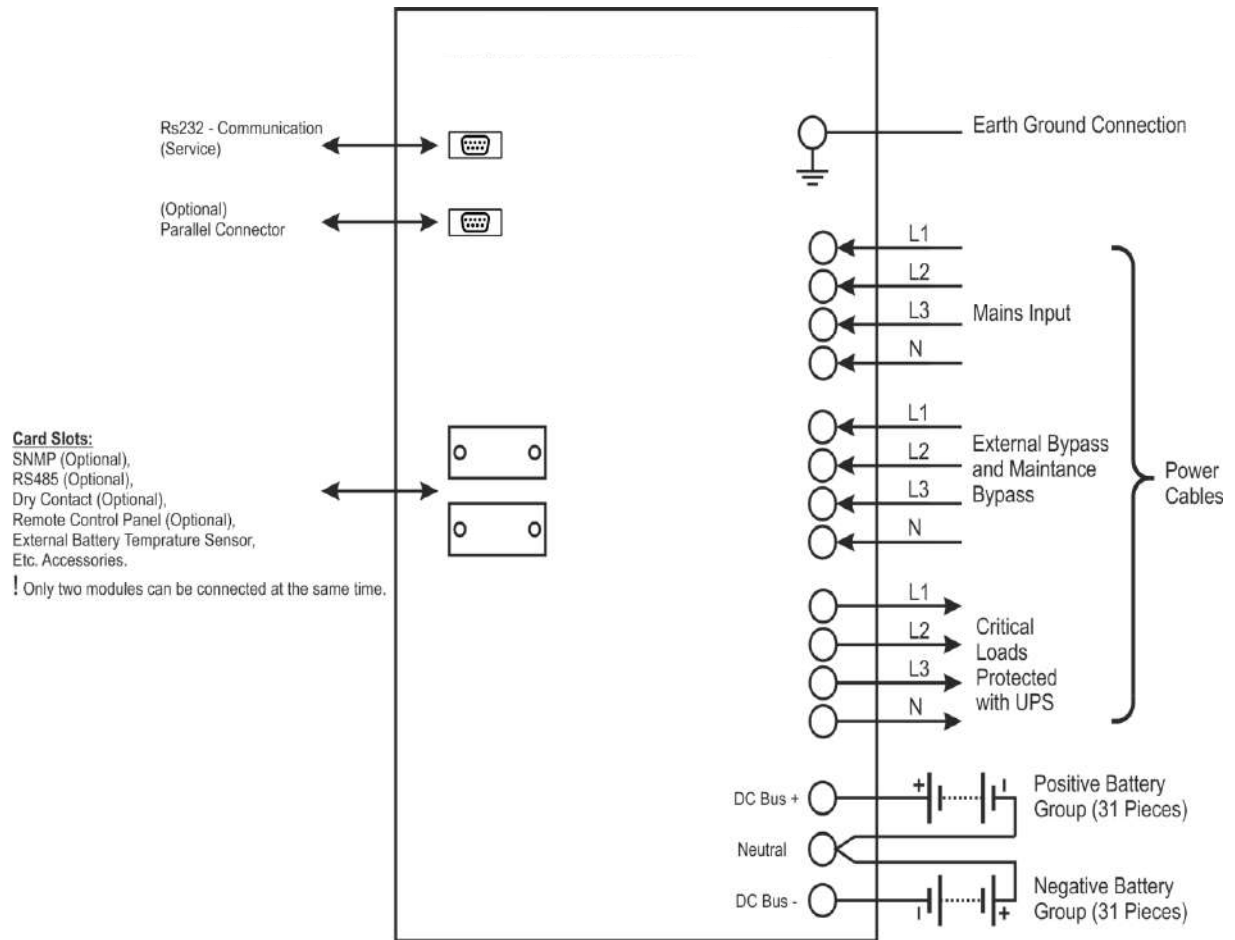 Rs232 - Communication
(Service)
(Optional)
Parallel Connector
Card Slots:
SNMP (Optional),
RS485 (Optional),
Dry Contact (Optional),
Remote Control Panel (Optional),
External Battery Temprature Sensor,
Etc. Accessories.
! Only two modules can be connected at the same time.
Earth Ground Connection
L1
L2
L3
N
Mains Input
L1
L2
L3
N
External Bypass
and Maintance
Bypass
L1
L2
L3
N
Critical
Loads
Protected
with UPS
Power
Cables
DC Bus +
+
-
Positive Battery
Group (31 Pieces)
Neutral
DC Bus -
-
+
Negative Battery
Group (31 Pieces)